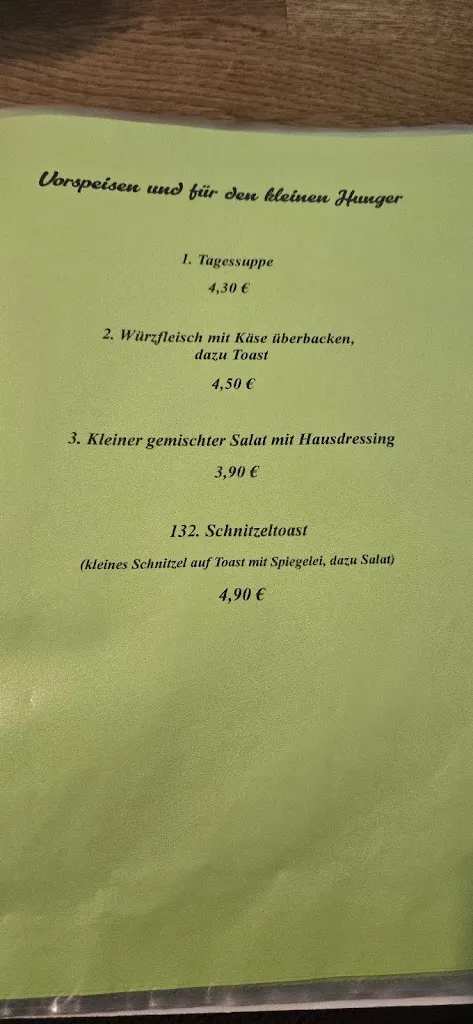 Vorspeisen und für den kleinen Hunger
1. Tagessuppe
4,30 €
2. Würzfleisch mit Käse überbacken,
dazu Toast
4,50 €
3. Kleiner gemischter Salat mit Hausdressing
3,90 €
132. Schnitzeltoast
(kleines Schnitzel auf Toast mit Spiegelei, dazu Salat)
4,90 €